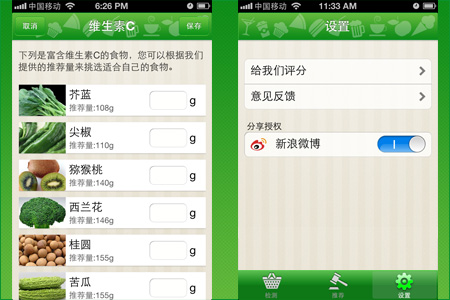 中国移动
6:26 PM
取消
维生素C
保存
下列是富含维生素C的食物，您可以根据我们
提供的推荐量来挑选适合自己的食物。
芥蓝
推荐量:108g
g
尖椒
推荐量:110g
g
猕猴桃
推荐量:140g
g
西兰花
推荐量:146g
g
桂圆
推荐量:155g
g
苦瓜
推荐量:155g
g
中国移动
11:33 AM
设置
给我们评分
意见反馈
分享授权
新浪微博
检测
推荐
设置